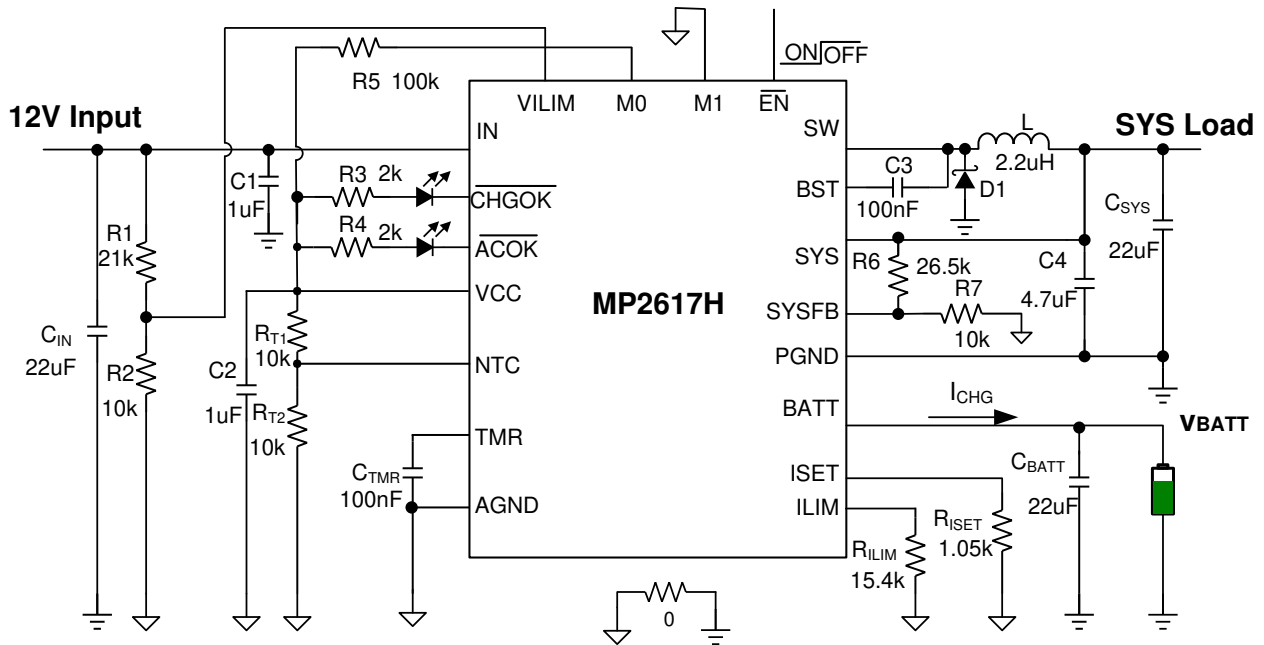 ON OFF
R5 100k
VILIM M0 M1 EN
12V Input
IN
SW
L
2.2uH
SYS Load
C1
1uF
R3 2k
CHGOK
BST
C3
100nF
D1
R1
21k
R4 2k
ACOK
SYS
R6
26.5k
C4
4.7uF
CSYS
22uF
VCC
MP2617H
SYSFB
R7
10k
CIN
22uF
R2
10k
RT1
10k
C2
1uF
NTC
PGND
RT2
10k
BATT
ICHG
VBATT
TMR
CTMR
100nF
AGND
ISET
ILIM
CBATT
22uF
RISET
1.05k
RILIM
15.4k
0